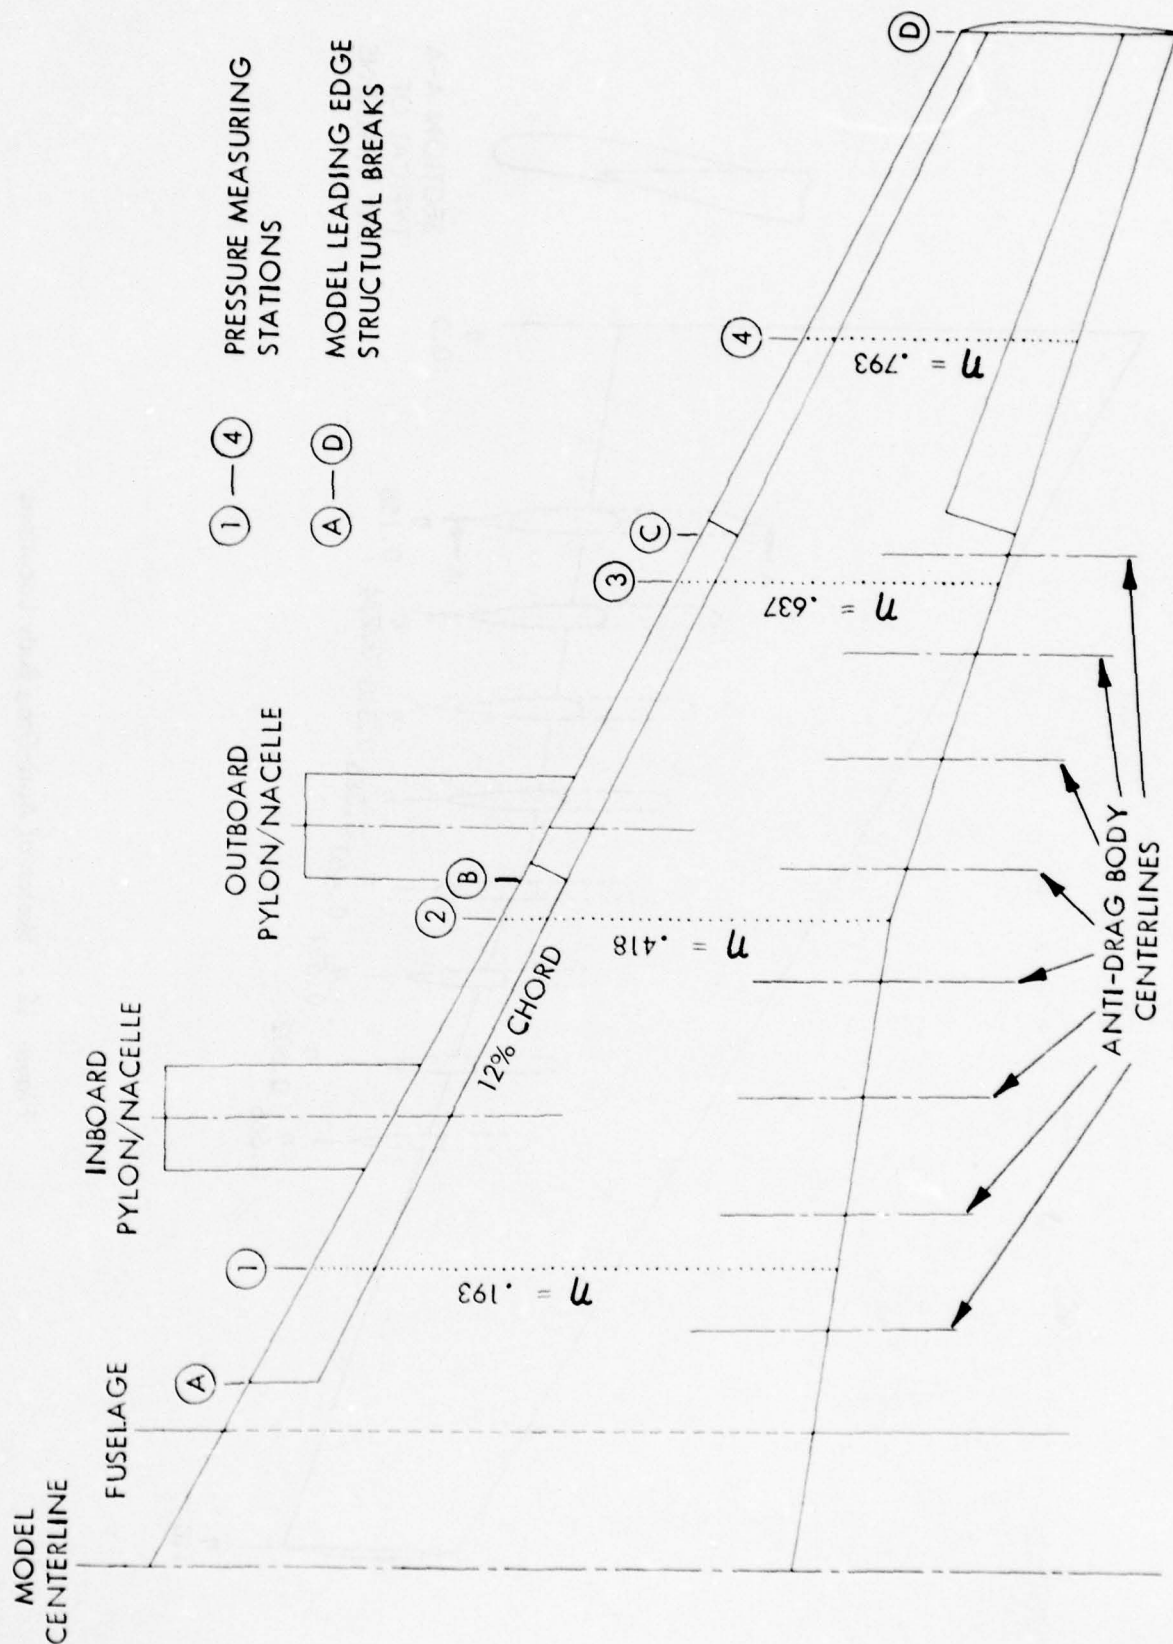 MODEL
CENTERLINE
FUSELAGE
A
1
η = .193
INBOARD
PYLON/NACELLE
12% CHORD
2
η = .418
B
OUTBOARD
PYLON/NACELLE
3
η = .637
C
4
η = .793
D
1 — 4 PRESSURE MEASURING
STATIONS
A — D MODEL LEADING EDGE
STRUCTURAL BREAKS
ANTI-DRAG BODY
CENTERLINES